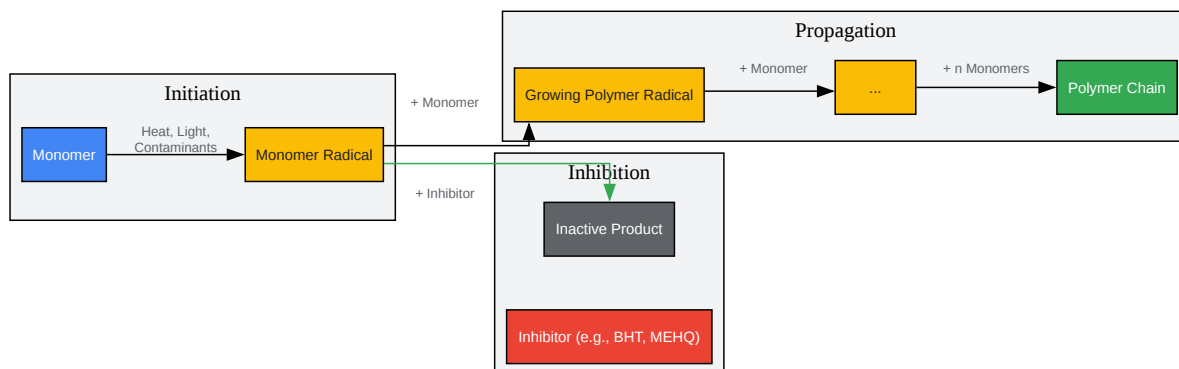 Initiation
Monomer
Heat, Light,
Contaminants
Monomer Radical
+ Monomer
+ Inhibitor
Propagation
Growing Polymer Radical
+ Monomer
...
+ n Monomers
Polymer Chain
Inhibition
Inactive Product
Inhibitor (e.g., BHT, MEHQ)